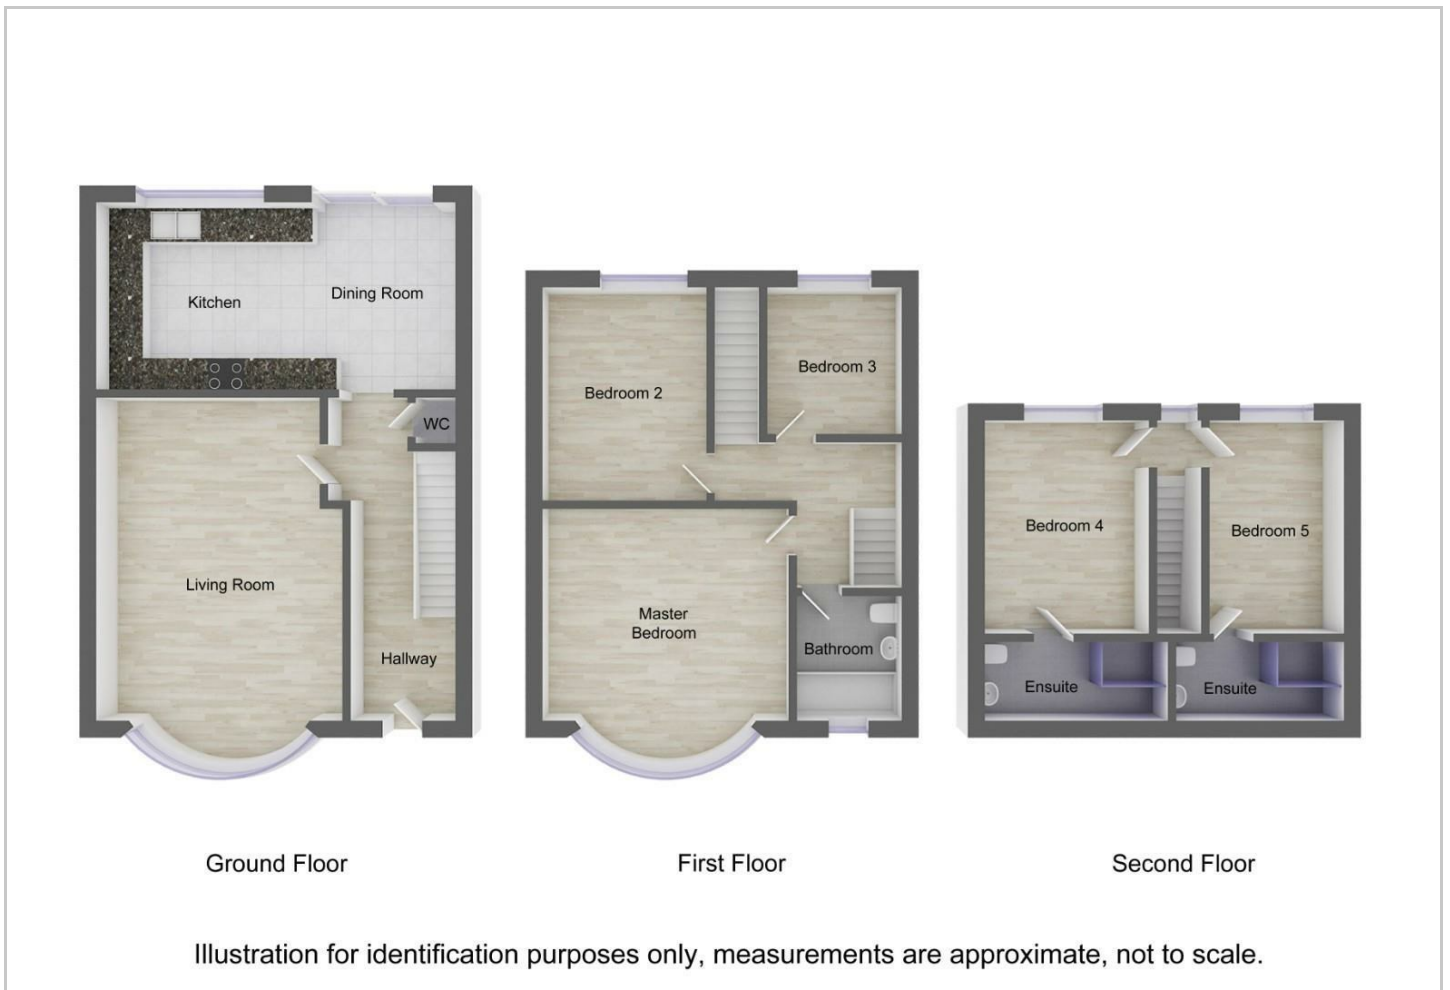 Kitchen
Dining Room
WC
Living Room
Hallway
Ground Floor
Bedroom 2
Bedroom 3
Master
Bedroom
Bathroom
First Floor
Bedroom 4
Bedroom 5
Ensuite
Ensuite
Second Floor
Illustration for identification purposes only, measurements are approximate, not to scale.